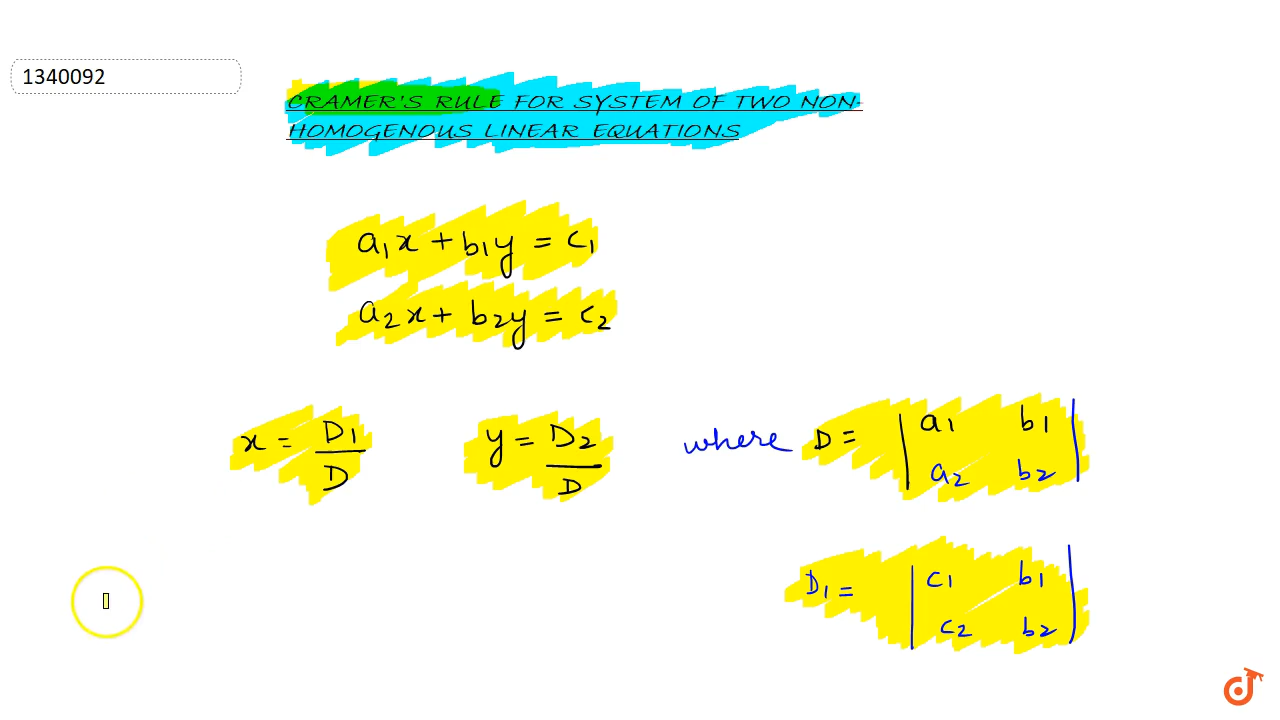 1340092
CRAMER'S RULE FOR SYSTEM OF TWO NON-
HOMOGENOUS LINEAR EQUATIONS
a₁x + b₁y = c₁
a₂x + b₂y = c₂
x = D₁/D y = D₂/D where D = |a₁ b₁|
|a₂ b₂|
D₁ = |c₁ b₁|
|c₂ b₂|